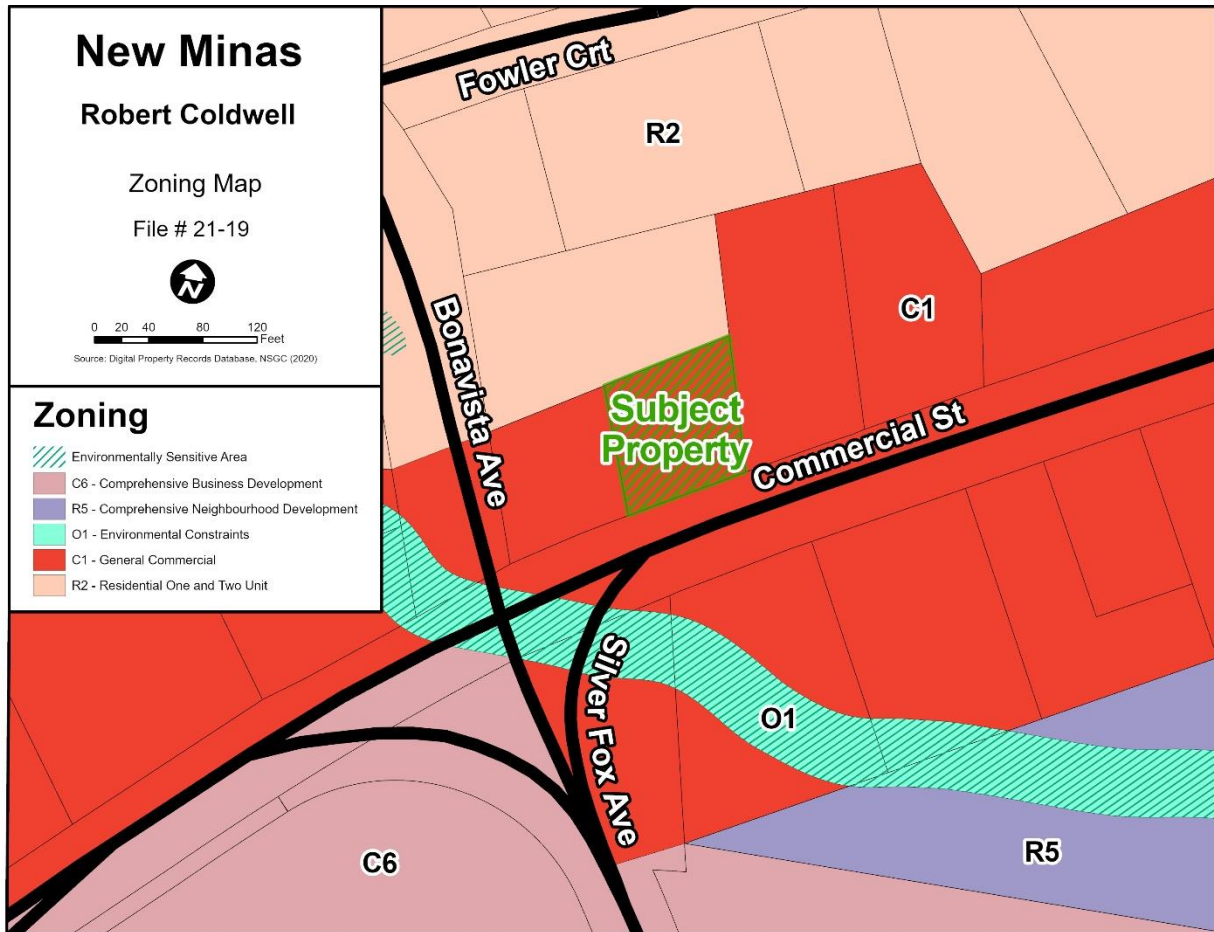 New Minas
Robert Coldwell
Zoning Map
File # 21-19
N
0 20 40 80 120
Feet
Source: Digital Property Records Database, NSGC (2020)
Zoning
Environmentally Sensitive Area
C6 - Comprehensive Business Development
R5 - Comprehensive Neighbourhood Development
O1 - Environmental Constraints
C1 - General Commercial
R2 - Residential One and Two Unit
Fowler Crt
R2
C1
Bonavista Ave
Subject
Property
Commercial St
Silver Fox Ave
O1
R5
C6